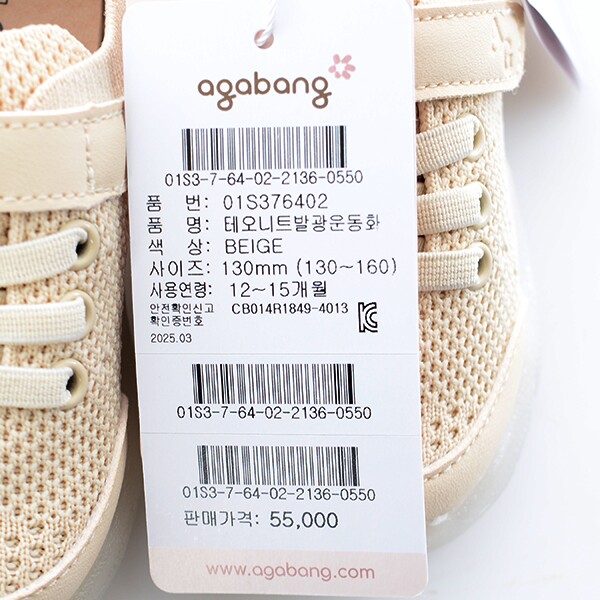 agabang
01S3-7-64-02-2136-0550
품 번: 01S376402
품 명: 테오니트발광운동화
색 상: BEIGE
사이즈: 130mm (130~160)
사용연령: 12~15개월
안전확인신고
확인증번호 CB014R1849-4013
2025.03
01S3-7-64-02-2136-0550
01S3-7-64-02-2136-0550
판매가격: 55,000
www.agabang.com